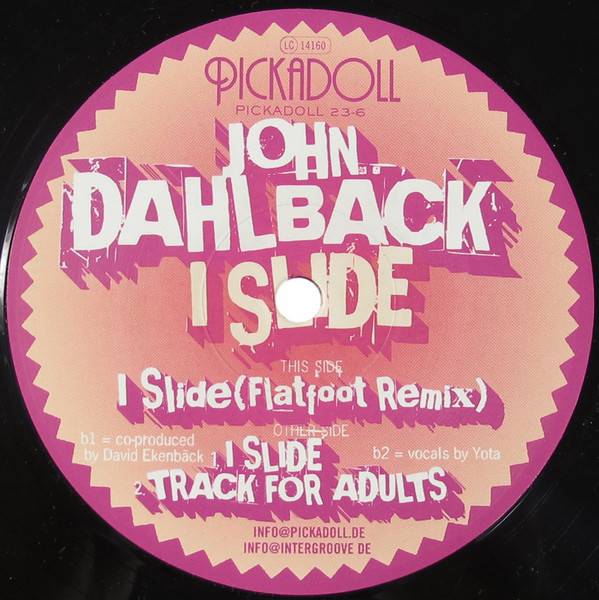 LC 14160
PICKADOLL
PICKADOLL 23-6
JOHN
DAHLBACK
I SLIDE
THIS SIDE
I Slide (Flatfoot Remix)
OTHER SIDE
b1 = co-produced
by David Ekenbäck
1. I SLIDE
b2 = vocals by Yota
2. TRACK FOR ADULTS
INFO@PICKADOLL.DE
INFO@INTERGROOVE DE